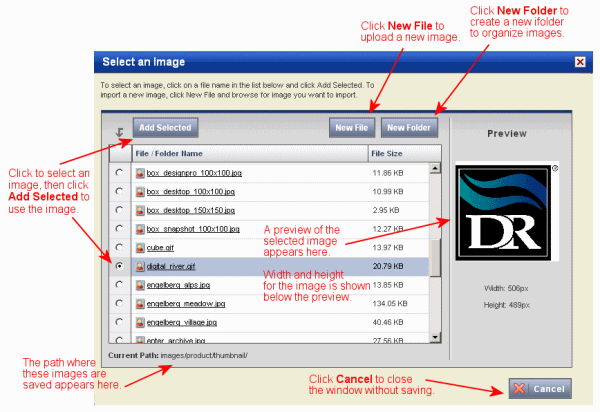 Click New Folder to
create a new ifolder
to organize images.
Click New File to
upload a new image.
Select an Image
To select an image, click on a file name in the list below and click Add Selected. To
import a new image, click New File and browse for image you want to import.
Add Selected
New File
New Folder
Preview
File / Folder Name
File Size
box_designpro_100x100.jpg
11.86 KB
box_desktop_100x100.jpg
10.99 KB
box_desktop_150x150.jpg
2.95 KB
box_snapshot_100x100.jpg
12.27 KB
cube.gif
13.97 KB
digital_river.gif
20.79 KB
engelberg_alps.jpg
13.85 KB
engelberg_meadow.jpg
134.05 KB
engelberg_village.jpg
40.46 KB
enter_archive.jpg
27.56 KB
Current Path: images/product/thumbnail/
Click to select an
image, then click
Add Selected to
use the image.
A preview of the
selected image
appears here.
Width and height
for the image is shown
below the preview.
DR
Width: 506px
Height: 489px
The path where
these images are
saved appears here.
Click Cancel to close
the window without saving.
Cancel